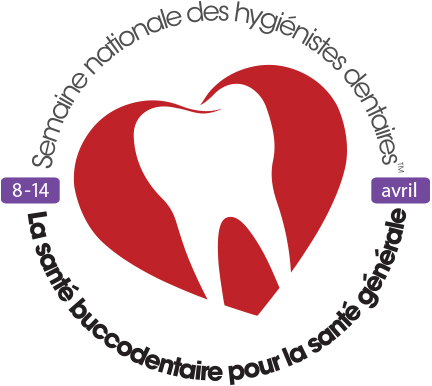 Semaine nationale des hygiénistes dentaires™
8-14
avril
La santé buccodentaire pour la santé générale